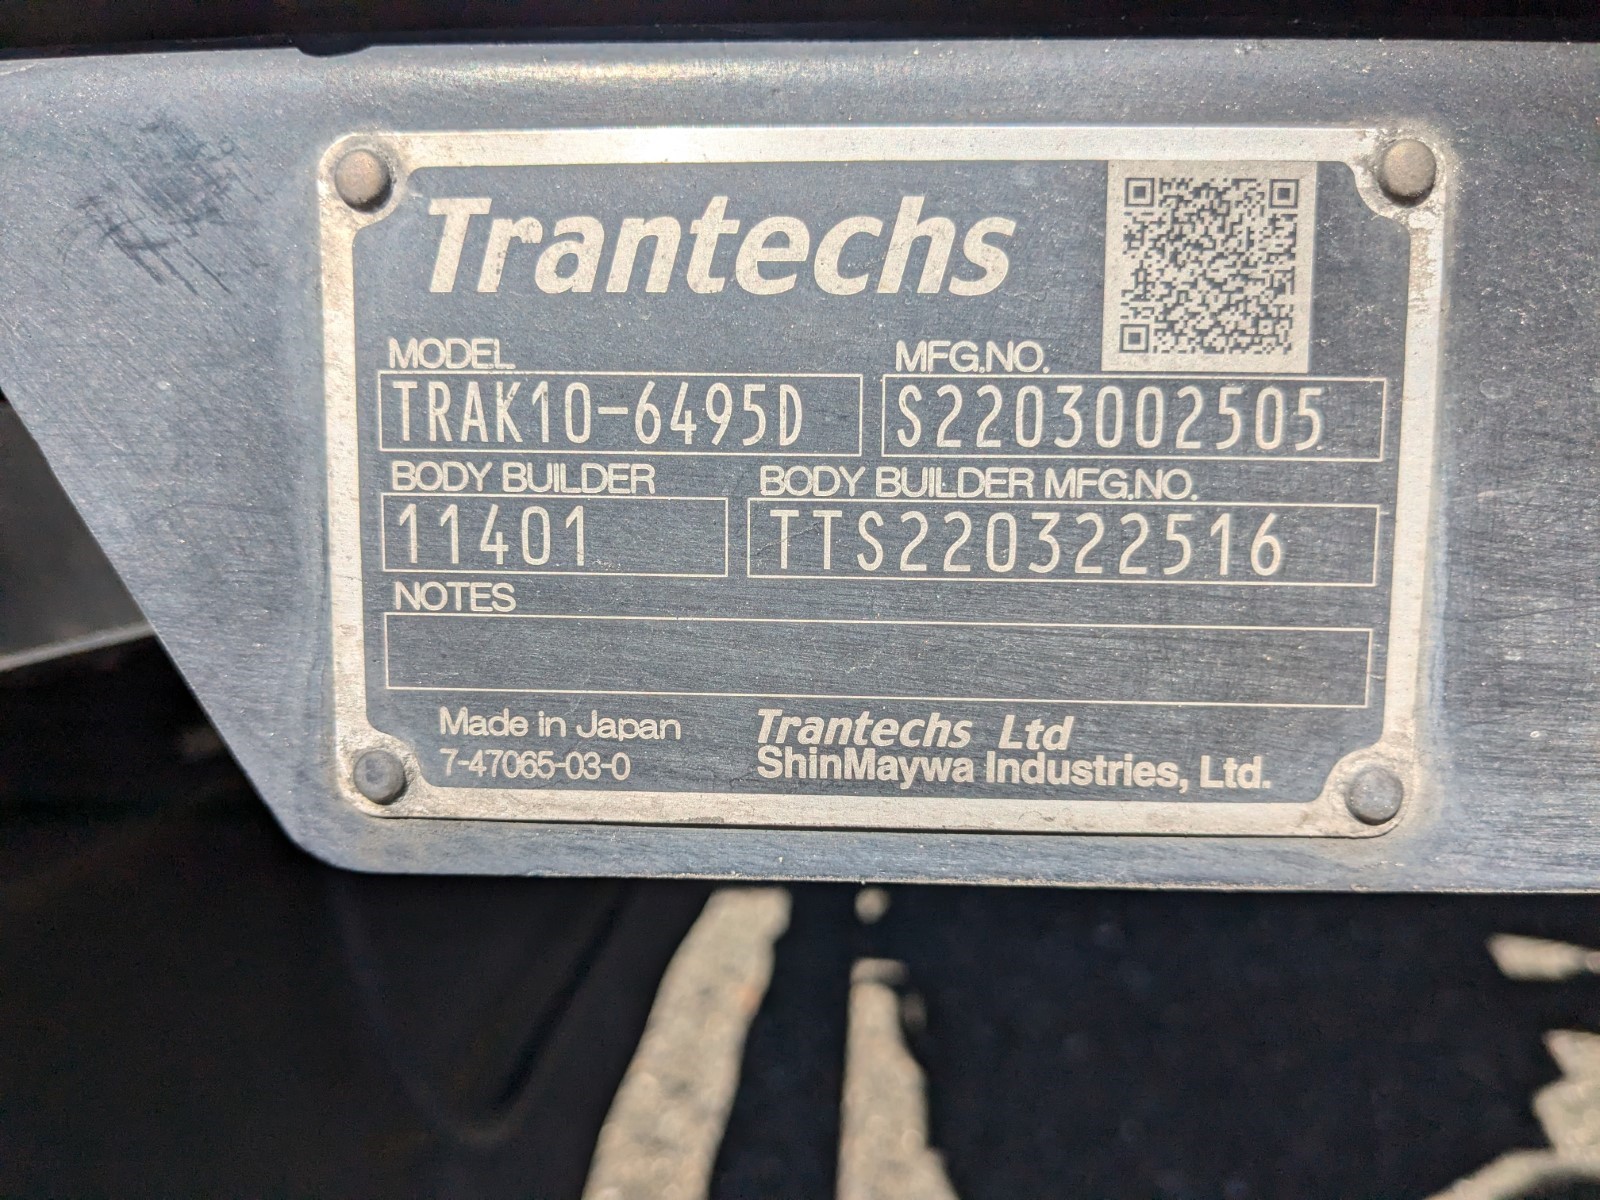 Trantechs
MODEL MFG.NO.
TRAK10-6495D S2203002505
BODY BUILDER BODY BUILDER MFG.NO.
11401 TTS220322516
NOTES
Made in Japan Trantechs Ltd
7-47065-03-0 ShinMaywa Industries, Ltd.